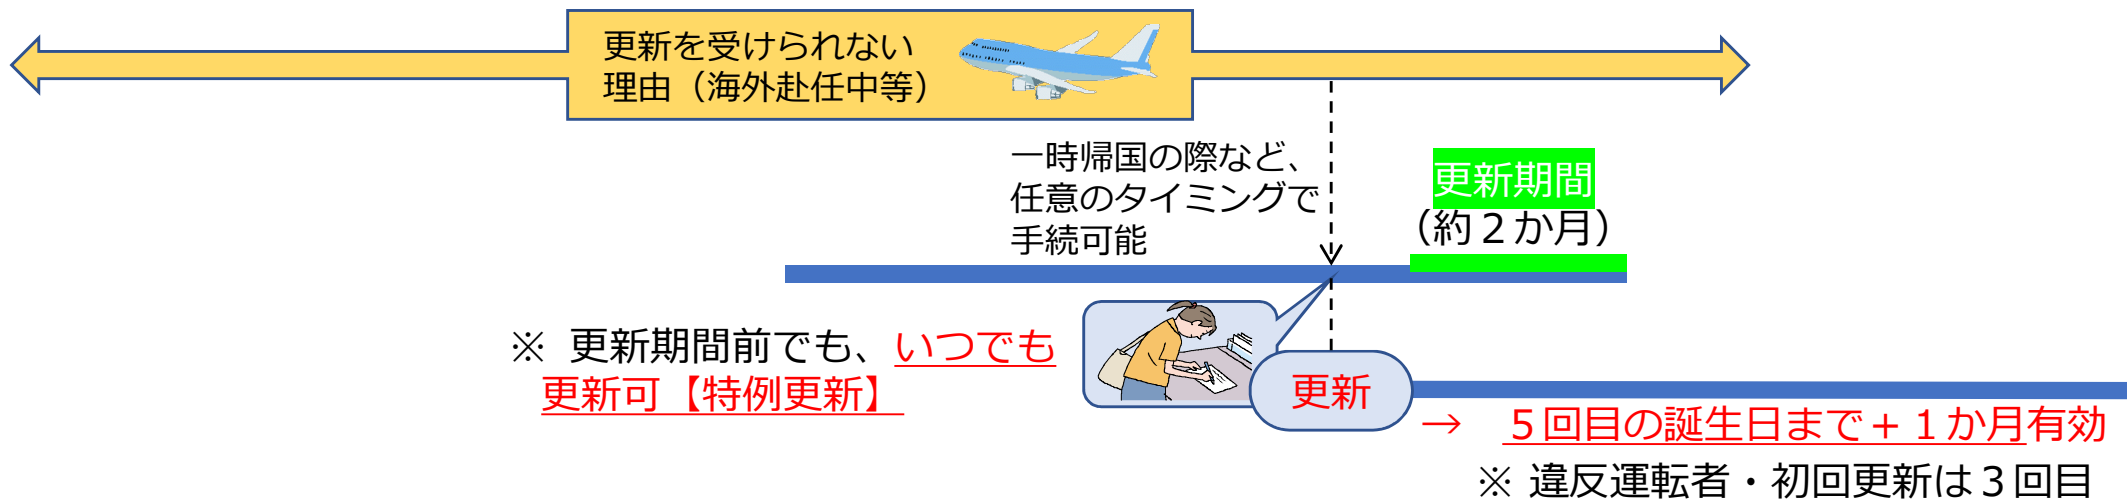 更新を受けられない
理由（海外赴任中等）
一時帰国の際など、
任意のタイミングで
手続可能
更新期間
（約２か月）
※ 更新期間前でも、いつでも
更新可【特例更新】
更新
→ ５回目の誕生日まで＋１か月有効
※ 違反運転者・初回更新は３回目